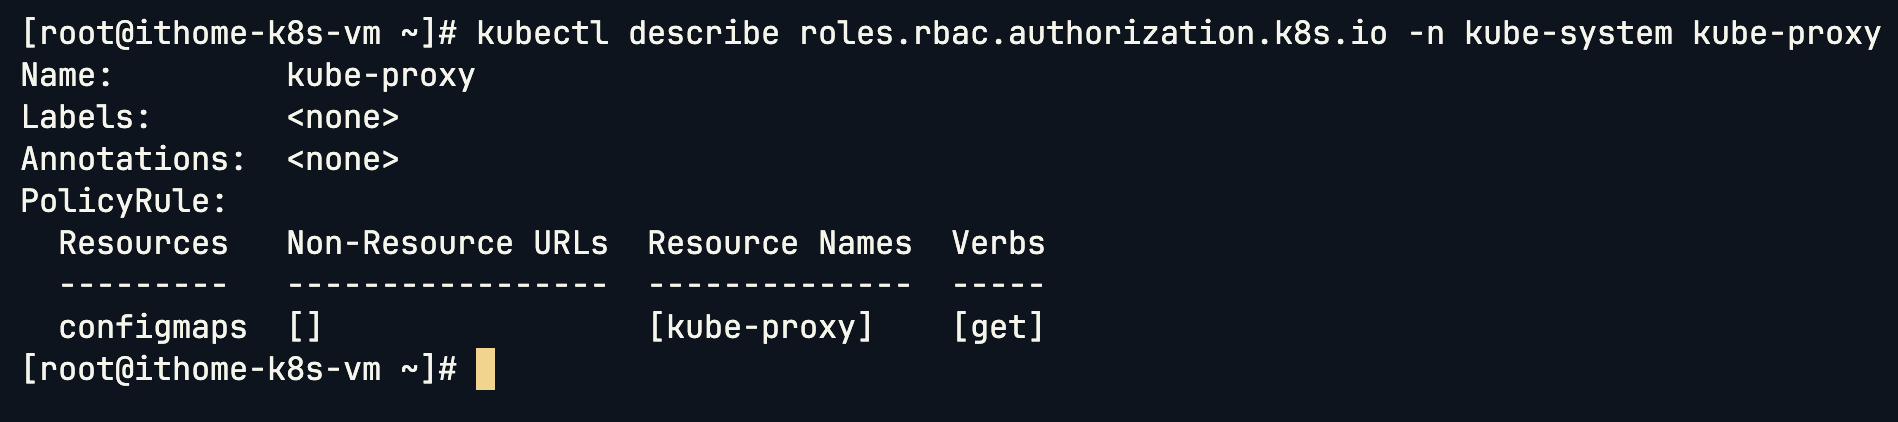 [root@ithome-k8s-vm ~]# kubectl describe roles.rbac.authorization.k8s.io -n kube-system kube-proxy
Name:         kube-proxy
Labels:       <none>
Annotations:  <none>
PolicyRule:
  Resources   Non-Resource URLs  Resource Names  Verbs
  ---------   -----------------  --------------  -----
  configmaps  []                 [kube-proxy]    [get]
[root@ithome-k8s-vm ~]#